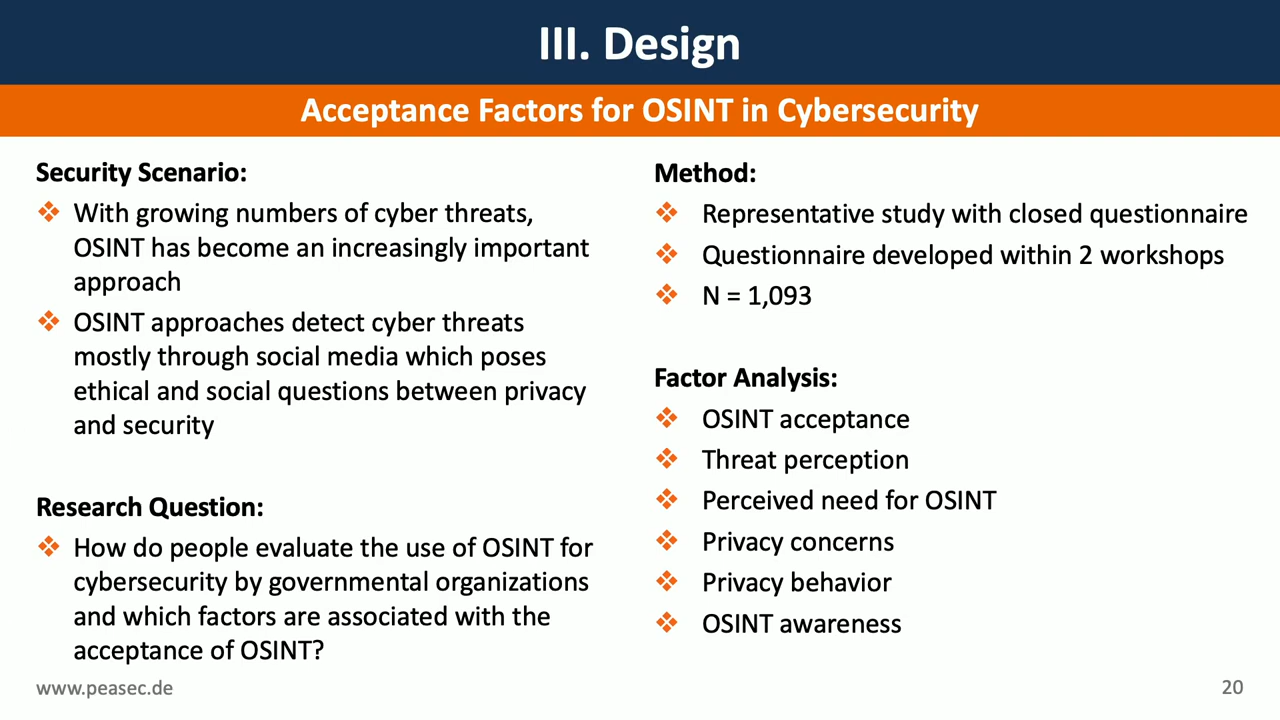 III. Design
Acceptance Factors for OSINT in Cybersecurity
Security Scenario:
With growing numbers of cyber threats,
OSINT has become an increasingly important
approach
OSINT approaches detect cyber threats
mostly through social media which poses
ethical and social questions between privacy
and security
Research Question:
How do people evaluate the use of OSINT for
cybersecurity by governmental organizations
and which factors are associated with the
acceptance of OSINT?
Method:
Representative study with closed questionnaire
Questionnaire developed within 2 workshops
N = 1,093
Factor Analysis:
OSINT acceptance
Threat perception
Perceived need for OSINT
Privacy concerns
Privacy behavior
OSINT awareness
www.peasec.de
20